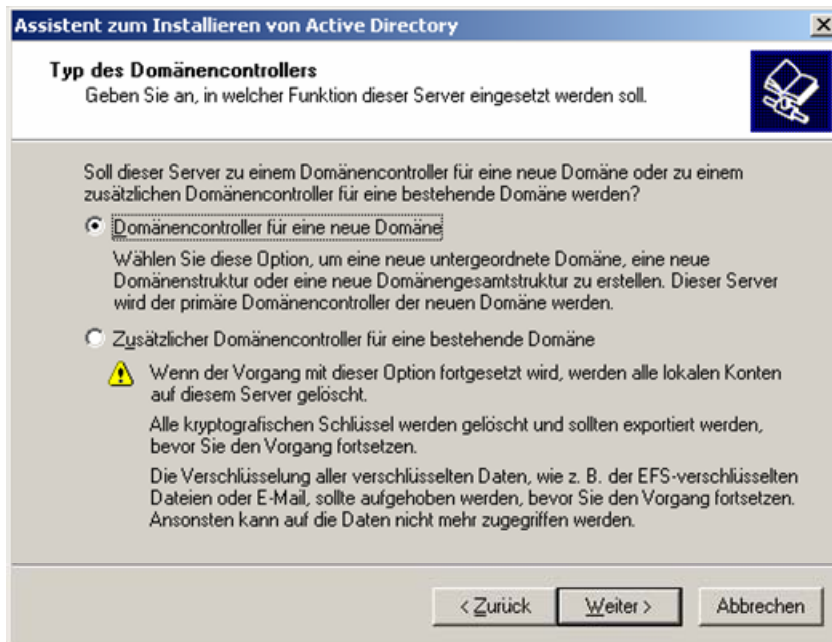 Assistent zum Installieren von Active Directory
Typ des Domänencontrollers
Geben Sie an, in welcher Funktion dieser Server eingesetzt werden soll.
Soll dieser Server zu einem Domänencontroller für eine neue Domäne oder zu einem
zusätzlichen Domänencontroller für eine bestehende Domäne werden?
Domänencontroller für eine neue Domäne
Wählen Sie diese Option, um eine neue untergeordnete Domäne, eine neue
Domänenstruktur oder eine neue Domänengesamtstruktur zu erstellen. Dieser Server
wird der primäre Domänencontroller der neuen Domäne werden.
Zusätzlicher Domänencontroller für eine bestehende Domäne
Wenn der Vorgang mit dieser Option fortgesetzt wird, werden alle lokalen Konten
auf diesem Server gelöscht.
Alle kryptografischen Schlüssel werden gelöscht und sollten exportiert werden,
bevor Sie den Vorgang fortsetzen.
Die Verschlüsselung aller verschlüsselten Daten, wie z. B. der EFS-verschlüsselten
Dateien oder E-Mail, sollte aufgehoben werden, bevor Sie den Vorgang fortsetzen.
Ansonsten kann auf die Daten nicht mehr zugegriffen werden.
< Zurück Weiter > Abbrechen